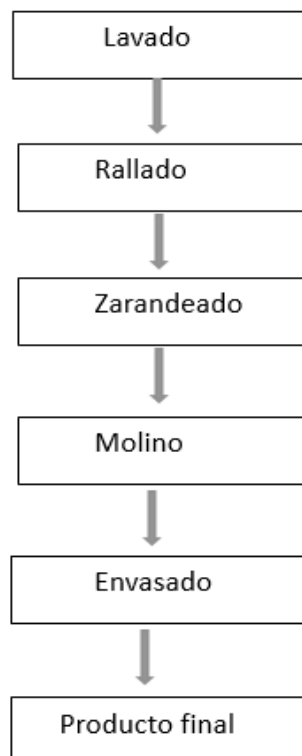 Lavado
Rallado
Zarandeado
Molino
Envasado
Producto final